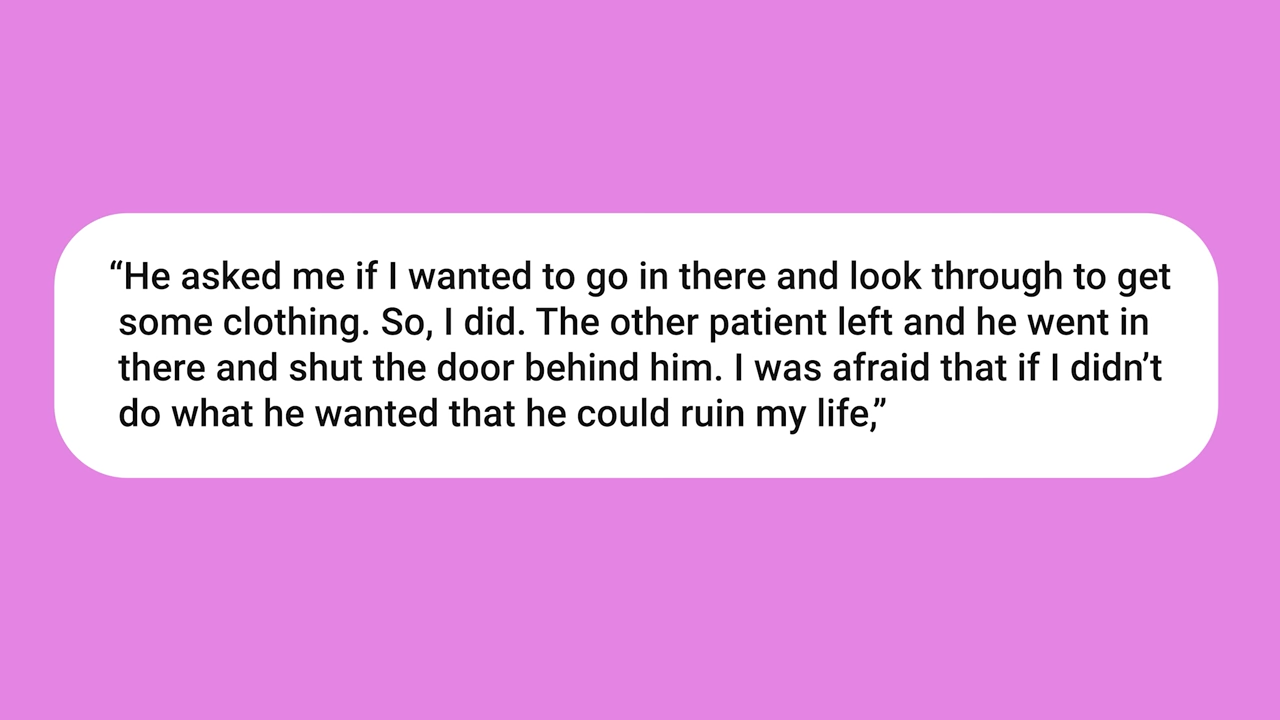 “He asked me if I wanted to go in there and look through to get
some clothing. So, I did. The other patient left and he went in
there and shut the door behind him. I was afraid that if I didn’t
do what he wanted that he could ruin my life,”